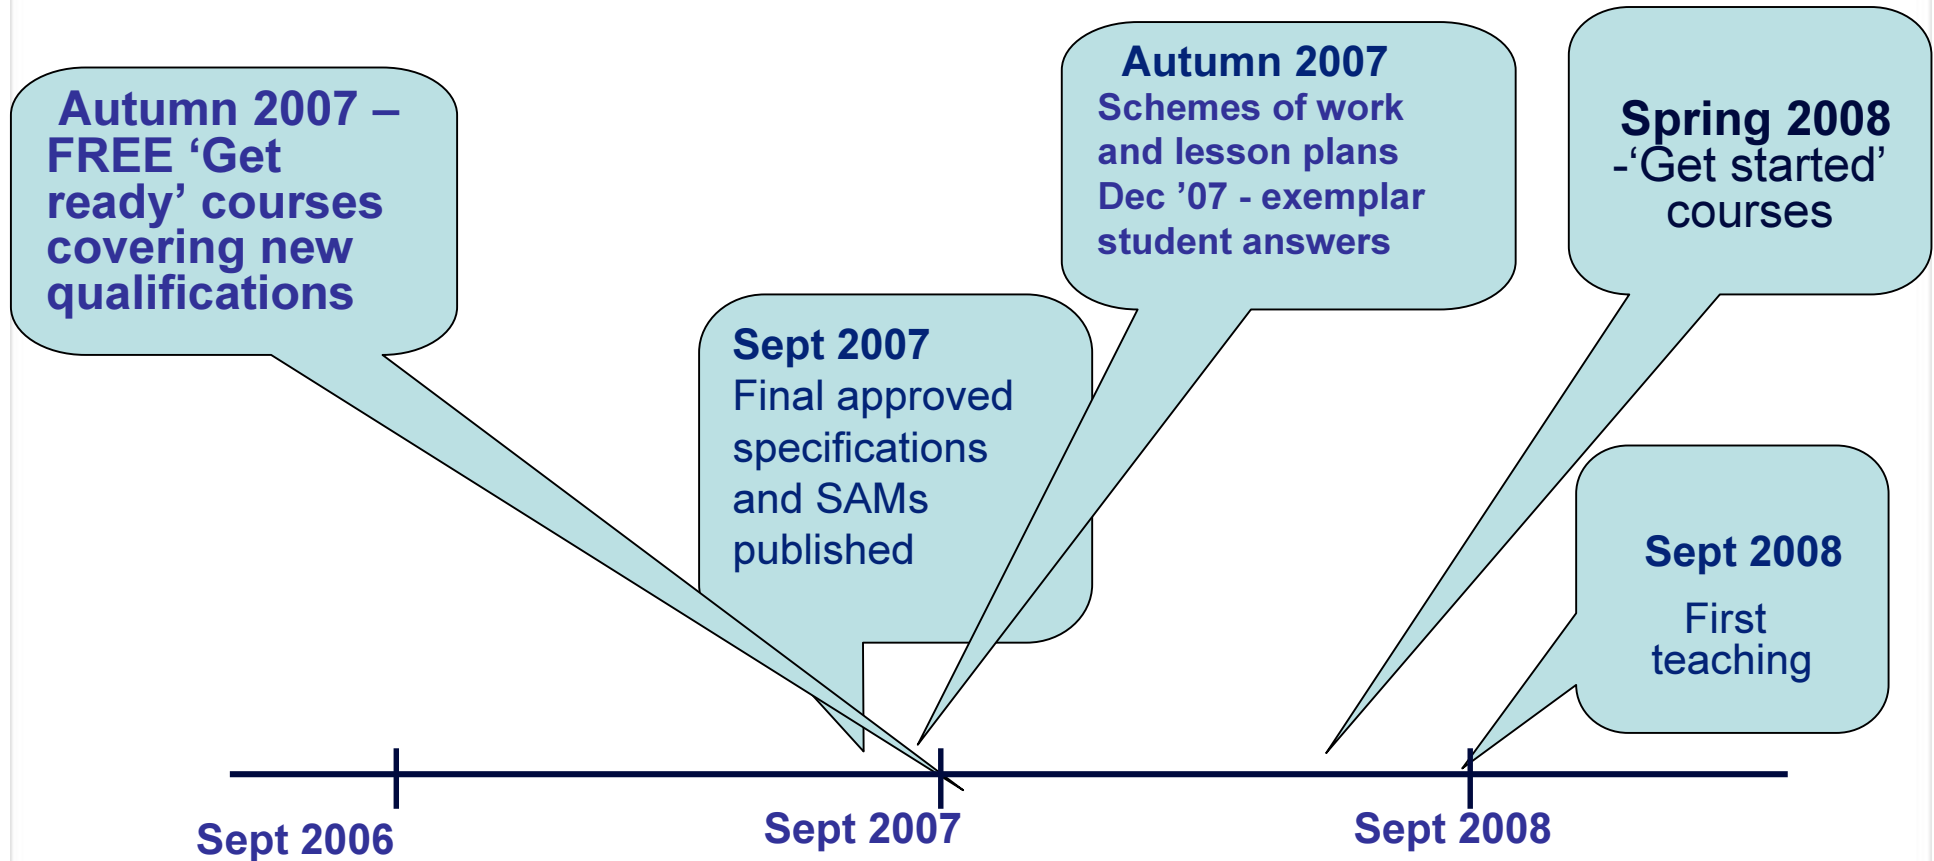 Autumn 2007 –
FREE ‘Get
ready’ courses
covering new
qualifications
Sept 2007
Final approved
specifications
and SAMs
published
Autumn 2007
Schemes of work
and lesson plans
Dec ’07 - exemplar
student answers
Spring 2008
-‘Get started’
courses
Sept 2008
First
teaching
Sept 2006
Sept 2007
Sept 2008